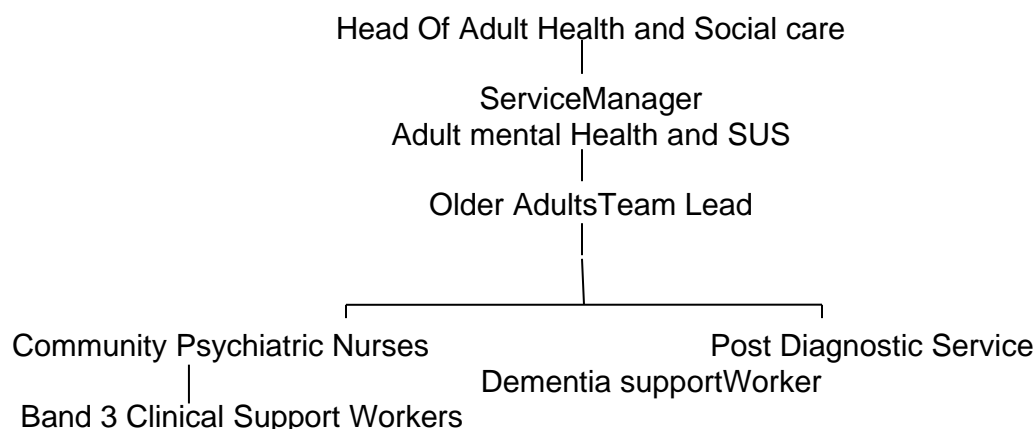 Head Of Adult Health and Social care
ServiceManager
Adult mental Health and SUS
Older AdultsTeam Lead
Community Psychiatric Nurses
Post Diagnostic Service
Dementia supportWorker
Band 3 Clinical Support Workers